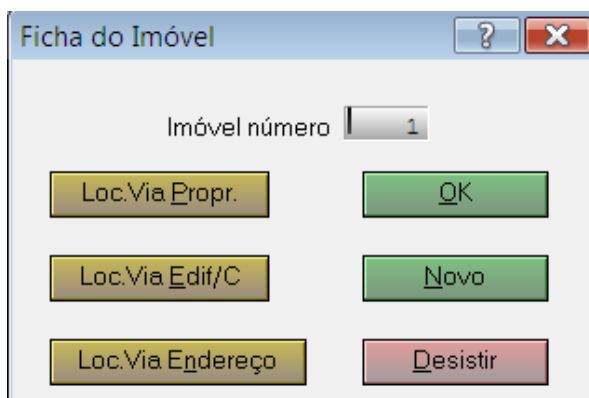 Ficha do Imóvel
Imóvel número 1
Loc.Via Propr. OK
Loc.Via Edif/C Novo
Loc.Via Endereço Desistir